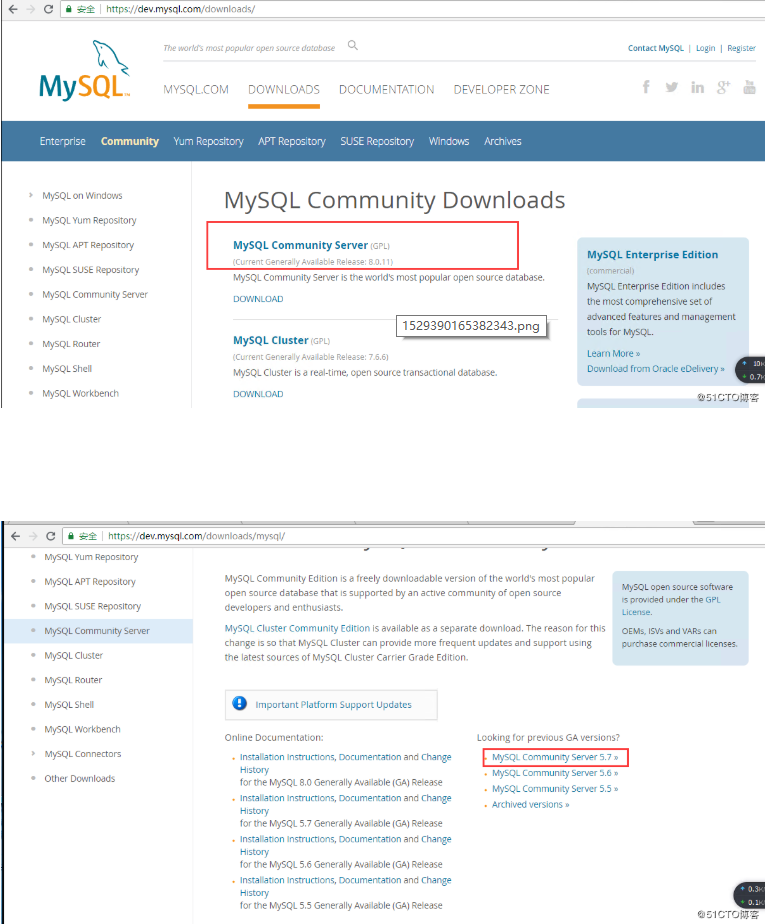 安全 https://dev.mysql.com/downloads/
The world's most popular open source database
Contact MySQL | Login | Register
MySQL™
MYSQL.COM DOWNLOADS DOCUMENTATION DEVELOPER ZONE
Enterprise Community Yum Repository APT Repository SUSE Repository Windows Archives
MySQL on Windows
MySQL Yum Repository
MySQL APT Repository
MySQL SUSE Repository
MySQL Community Server
MySQL Cluster
MySQL Router
MySQL Shell
MySQL Workbench
MySQL Community Downloads
MySQL Community Server (GPL)
(Current Generally Available Release: 8.0.11)
MySQL Community Server is the world's most popular open source database.
DOWNLOAD
1529390165382343.png
MySQL Cluster (GPL)
(Current Generally Available Release: 7.6.6)
MySQL Cluster is a real-time, open source transactional database.
DOWNLOAD
MySQL Enterprise Edition
(commercial)
MySQL Enterprise Edition includes
the most comprehensive set of
advanced features and management
tools for MySQL.
Learn More »
Download from Oracle eDelivery »
10K
0.7K
@51CTO博客
安全 https://dev.mysql.com/downloads/mysql/
MySQL Yum Repository
MySQL APT Repository
MySQL SUSE Repository
MySQL Community Server
MySQL Cluster
MySQL Router
MySQL Shell
MySQL Workbench
MySQL Connectors
Other Downloads
MySQL Community Edition is a freely downloadable version of the world's most popular
open source database that is supported by an active community of open source
developers and enthusiasts.
MySQL Cluster Community Edition is available as a separate download. The reason for this
change is so that MySQL Cluster can provide more frequent updates and support using
the latest sources of MySQL Cluster Carrier Grade Edition.
MySQL open source software
is provided under the GPL
License.
OEMs, ISVs and VARs can
purchase commercial licenses.
Important Platform Support Updates
Online Documentation:
Installation Instructions, Documentation and Change
History
for the MySQL 8.0 Generally Available (GA) Release
Installation Instructions, Documentation and Change
History
for the MySQL 5.7 Generally Available (GA) Release
Installation Instructions, Documentation and Change
History
for the MySQL 5.6 Generally Available (GA) Release
Installation Instructions, Documentation and Change
History
for the MySQL 5.5 Generally Available (GA) Release
Looking for previous GA versions?
MySQL Community Server 5.7 »
MySQL Community Server 5.6 »
MySQL Community Server 5.5 »
Archived versions »
0.3K
0.1K
@51CTO博客